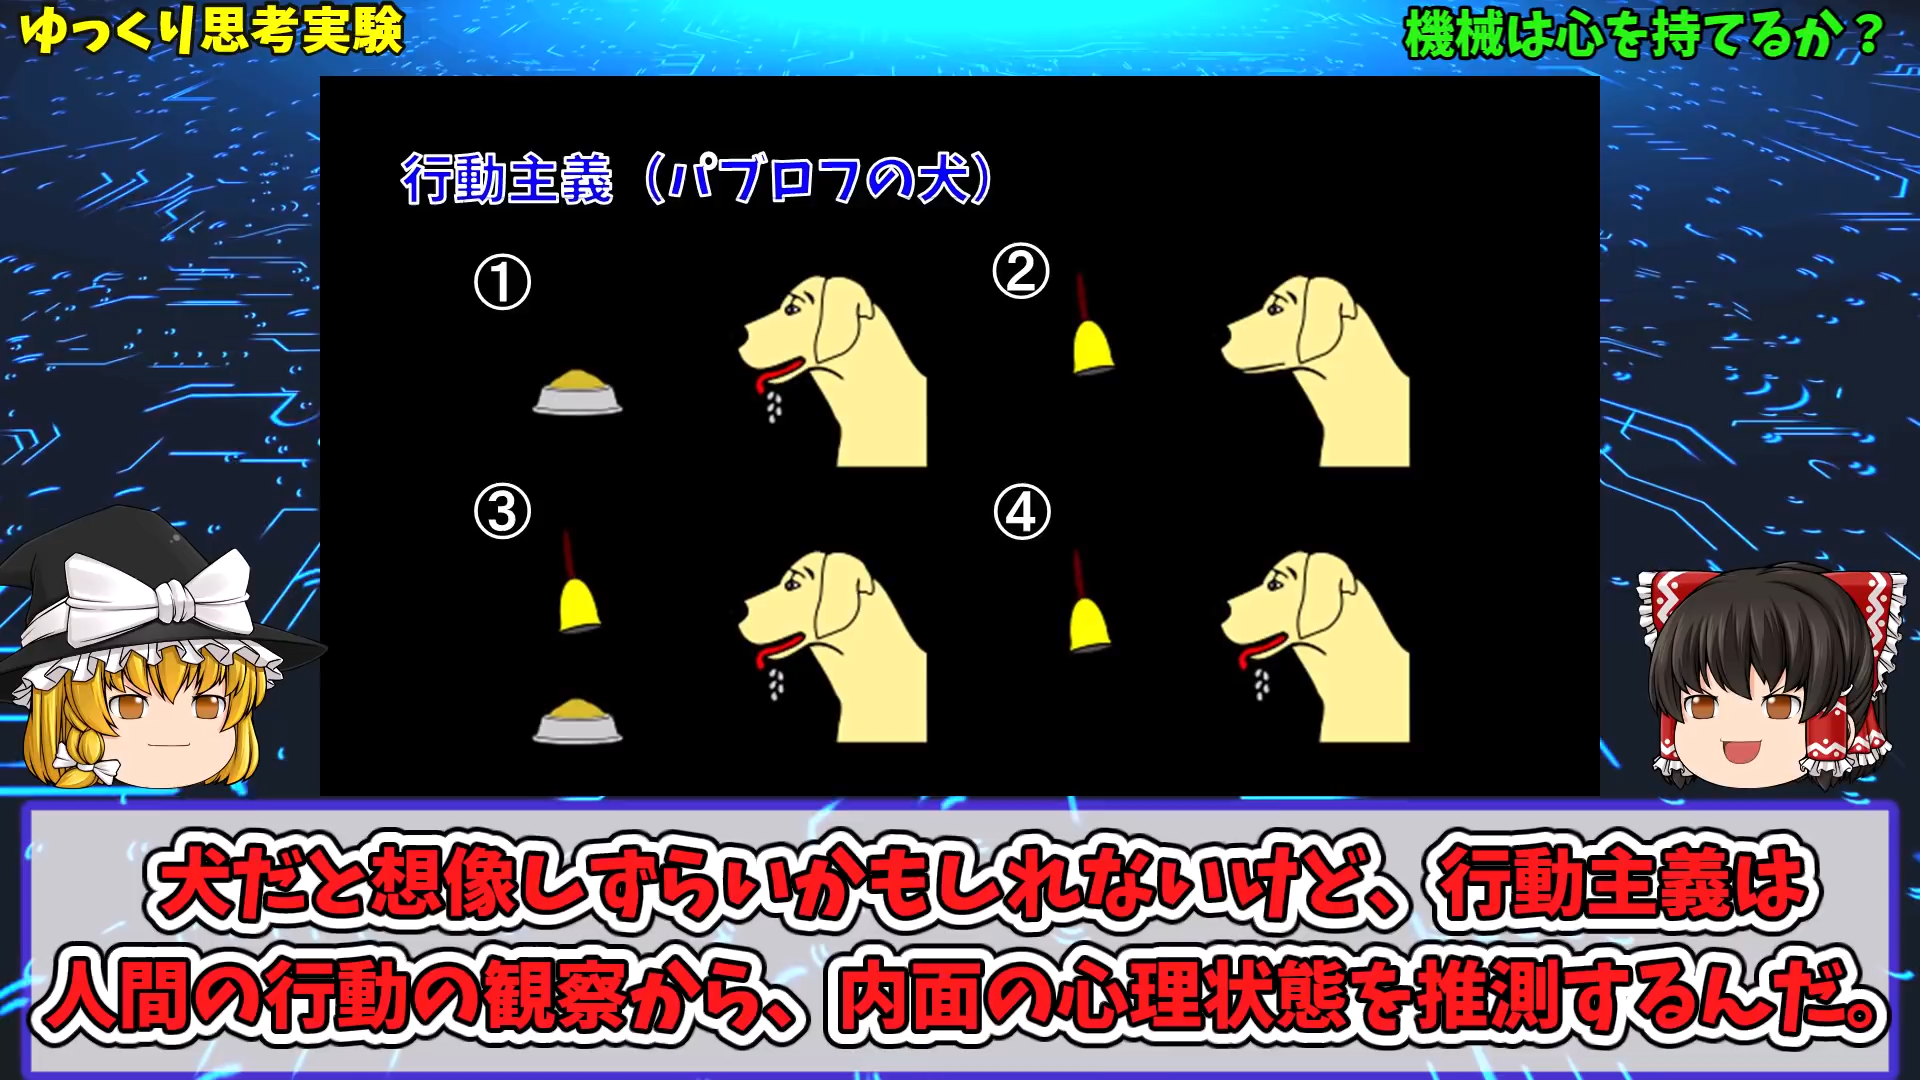 ゆっくり思考実験
機械は心を持てるか？
行動主義（パブロフの犬）
①
②
③
④
犬だと想像しずらいかもしれないけど、行動主義は
人間の行動の観察から、内面の心理状態を推測するんだ。